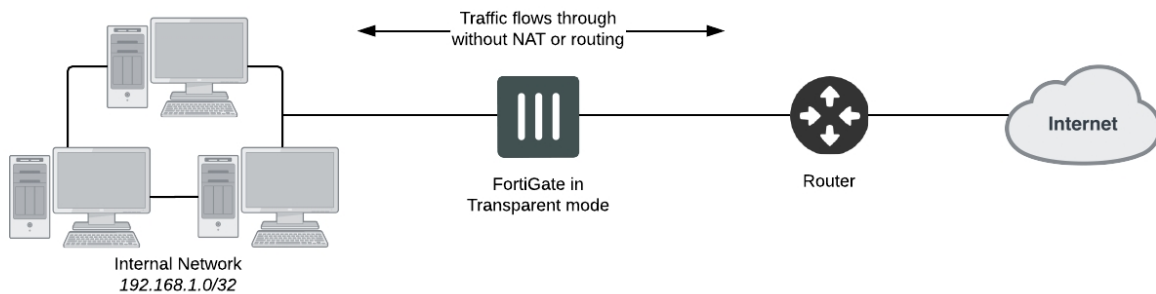 Traffic flows through
without NAT or routing
Internet
FortiGate in
Transparent mode
Router
Internal Network
192.168.1.0/32